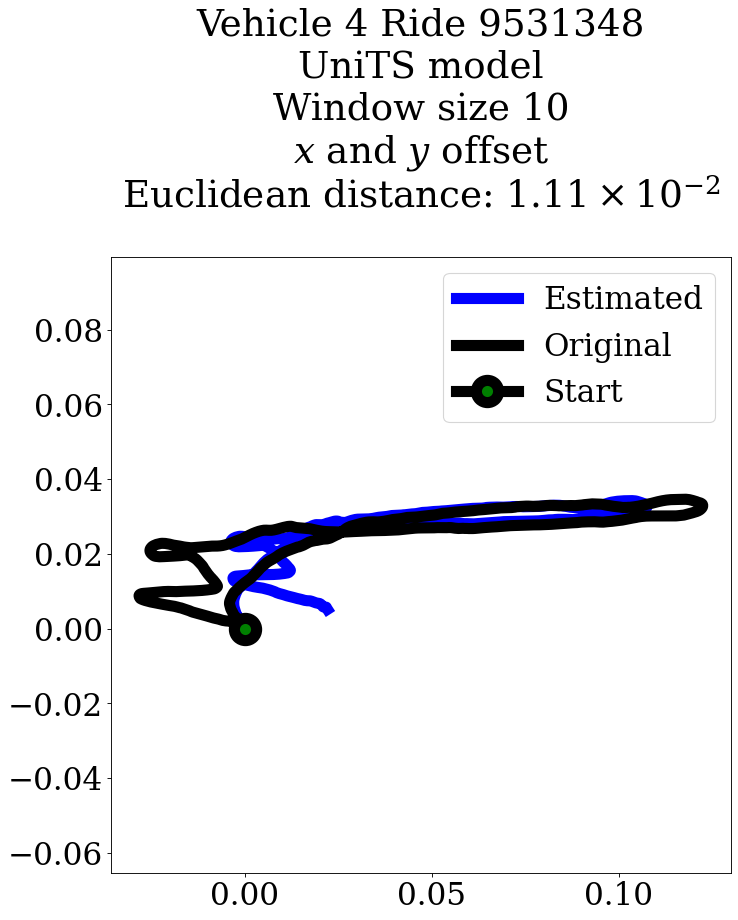 Vehicle 4 Ride 9531348
UniTS model
Window size 10
x and y offset
Euclidean distance: 1.11 × 10⁻²
Estimated
Original
Start
0.08
0.06
0.04
0.02
0.00
−0.02
−0.04
−0.06
0.00 0.05 0.10